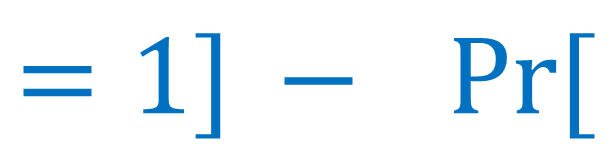 = 1] − Pr[